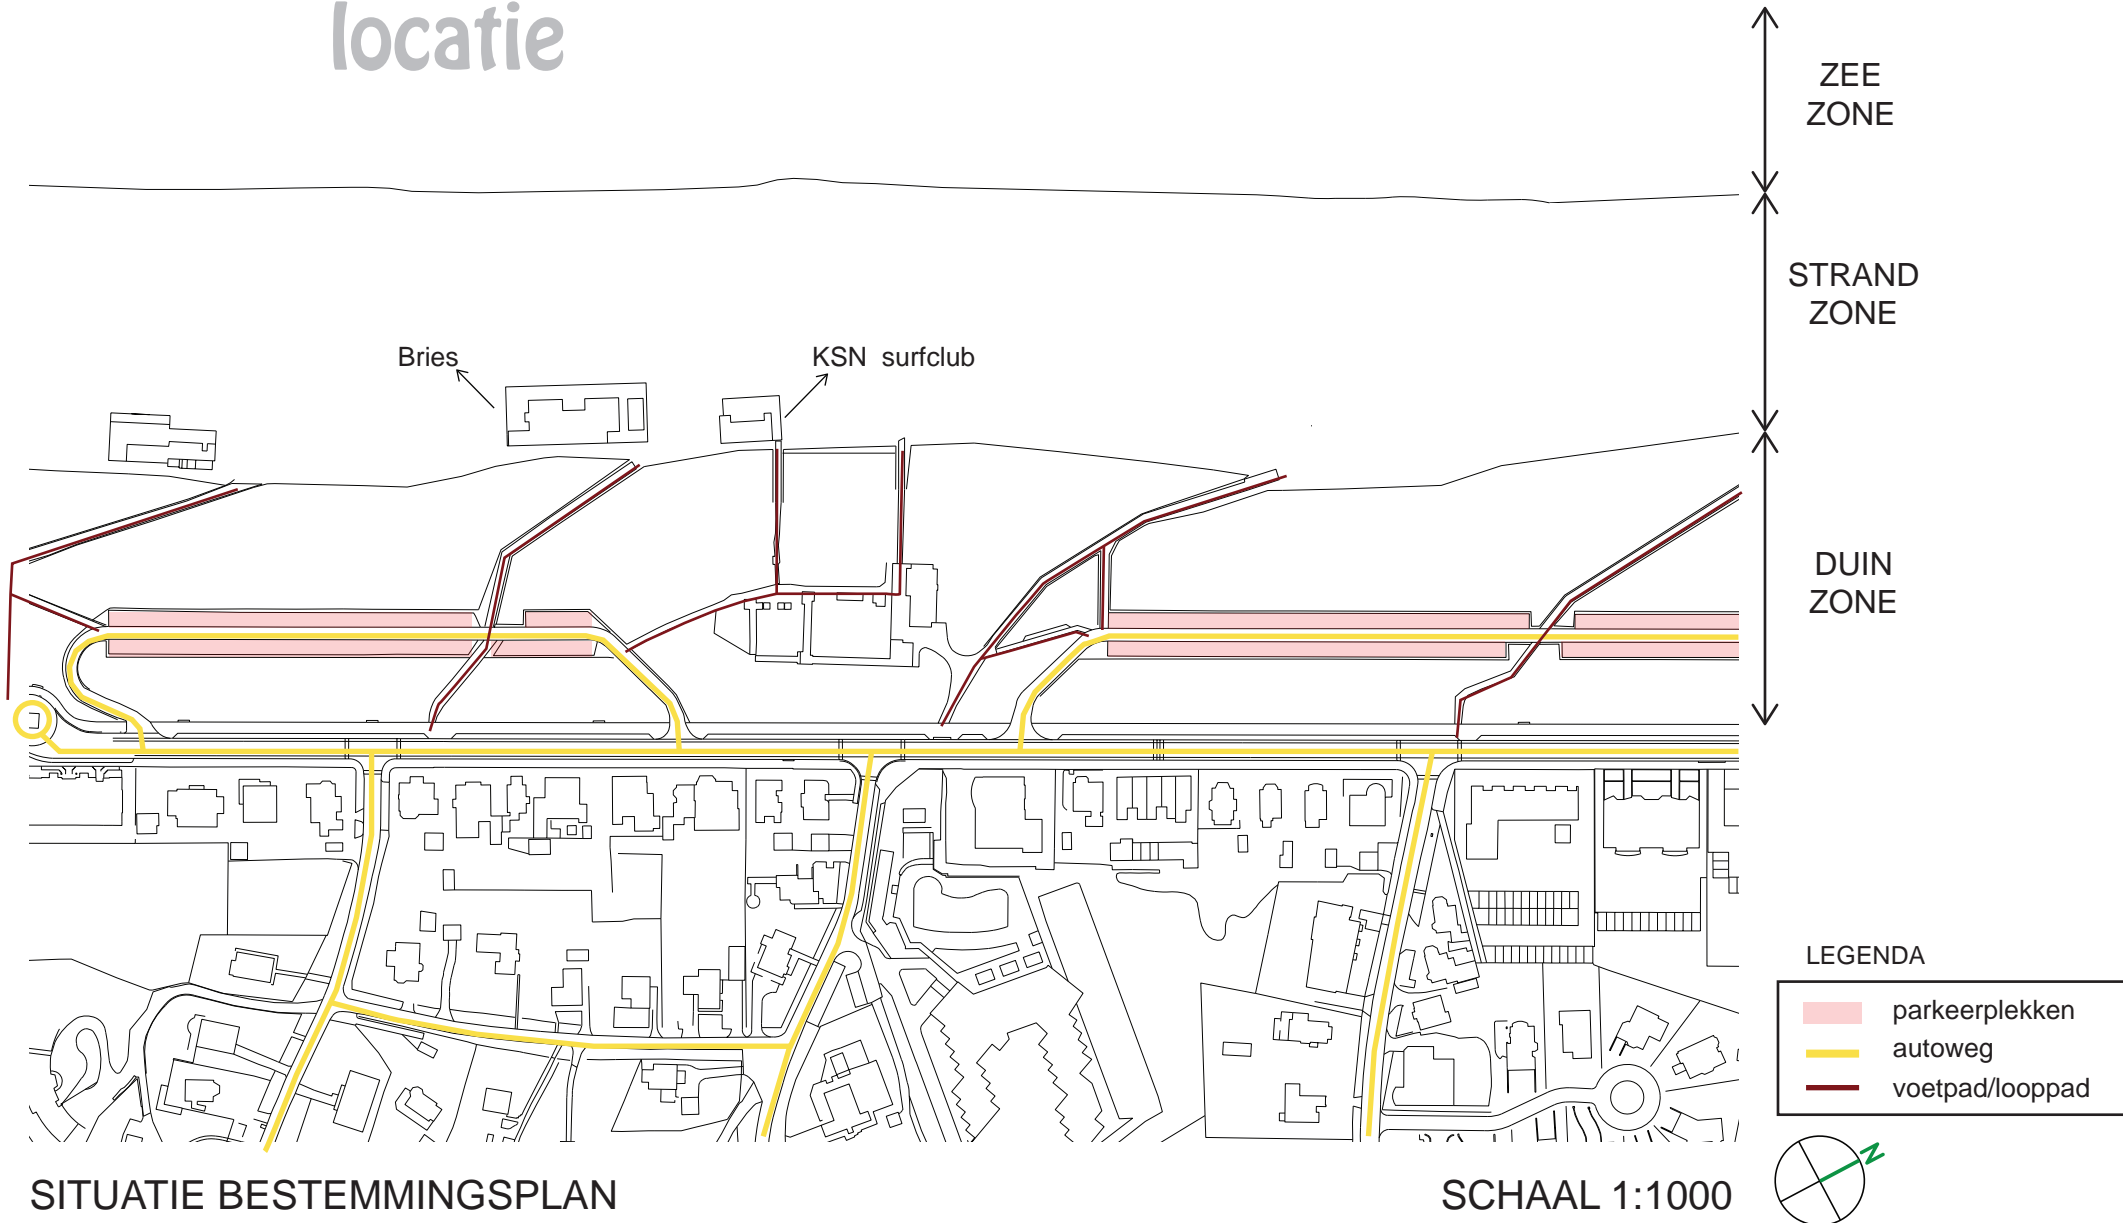 locatie
ZEE
ZONE
STRAND
ZONE
Bries
KSN surfclub
DUIN
ZONE
LEGENDA
parkeerplekken
autoweg
voetpad/looppad
N
SITUATIE BESTEMMINGSPLAN
SCHAAL 1:1000